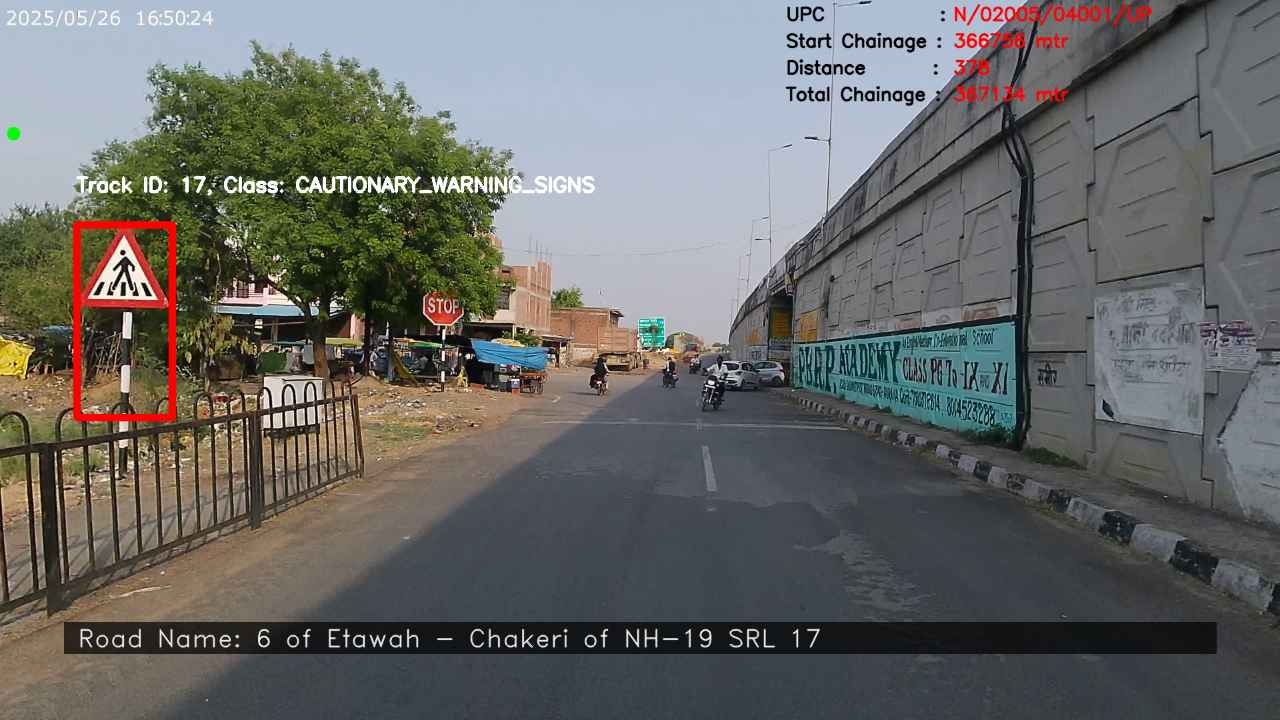 2025/05/26 16:50:24
UPC : N/02005/04001/UP
Start Chainage : 366758 mtr
Distance : 378
Total Chainage : 367134 mtr
Track ID: 17, Class: CAUTIONARY_WARNING_SIGNS
STOP
ACADEMY
CLASS PG To IX AND XI
School
Road Name: 6 of Etawah - Chakeri of NH-19 SRL 17